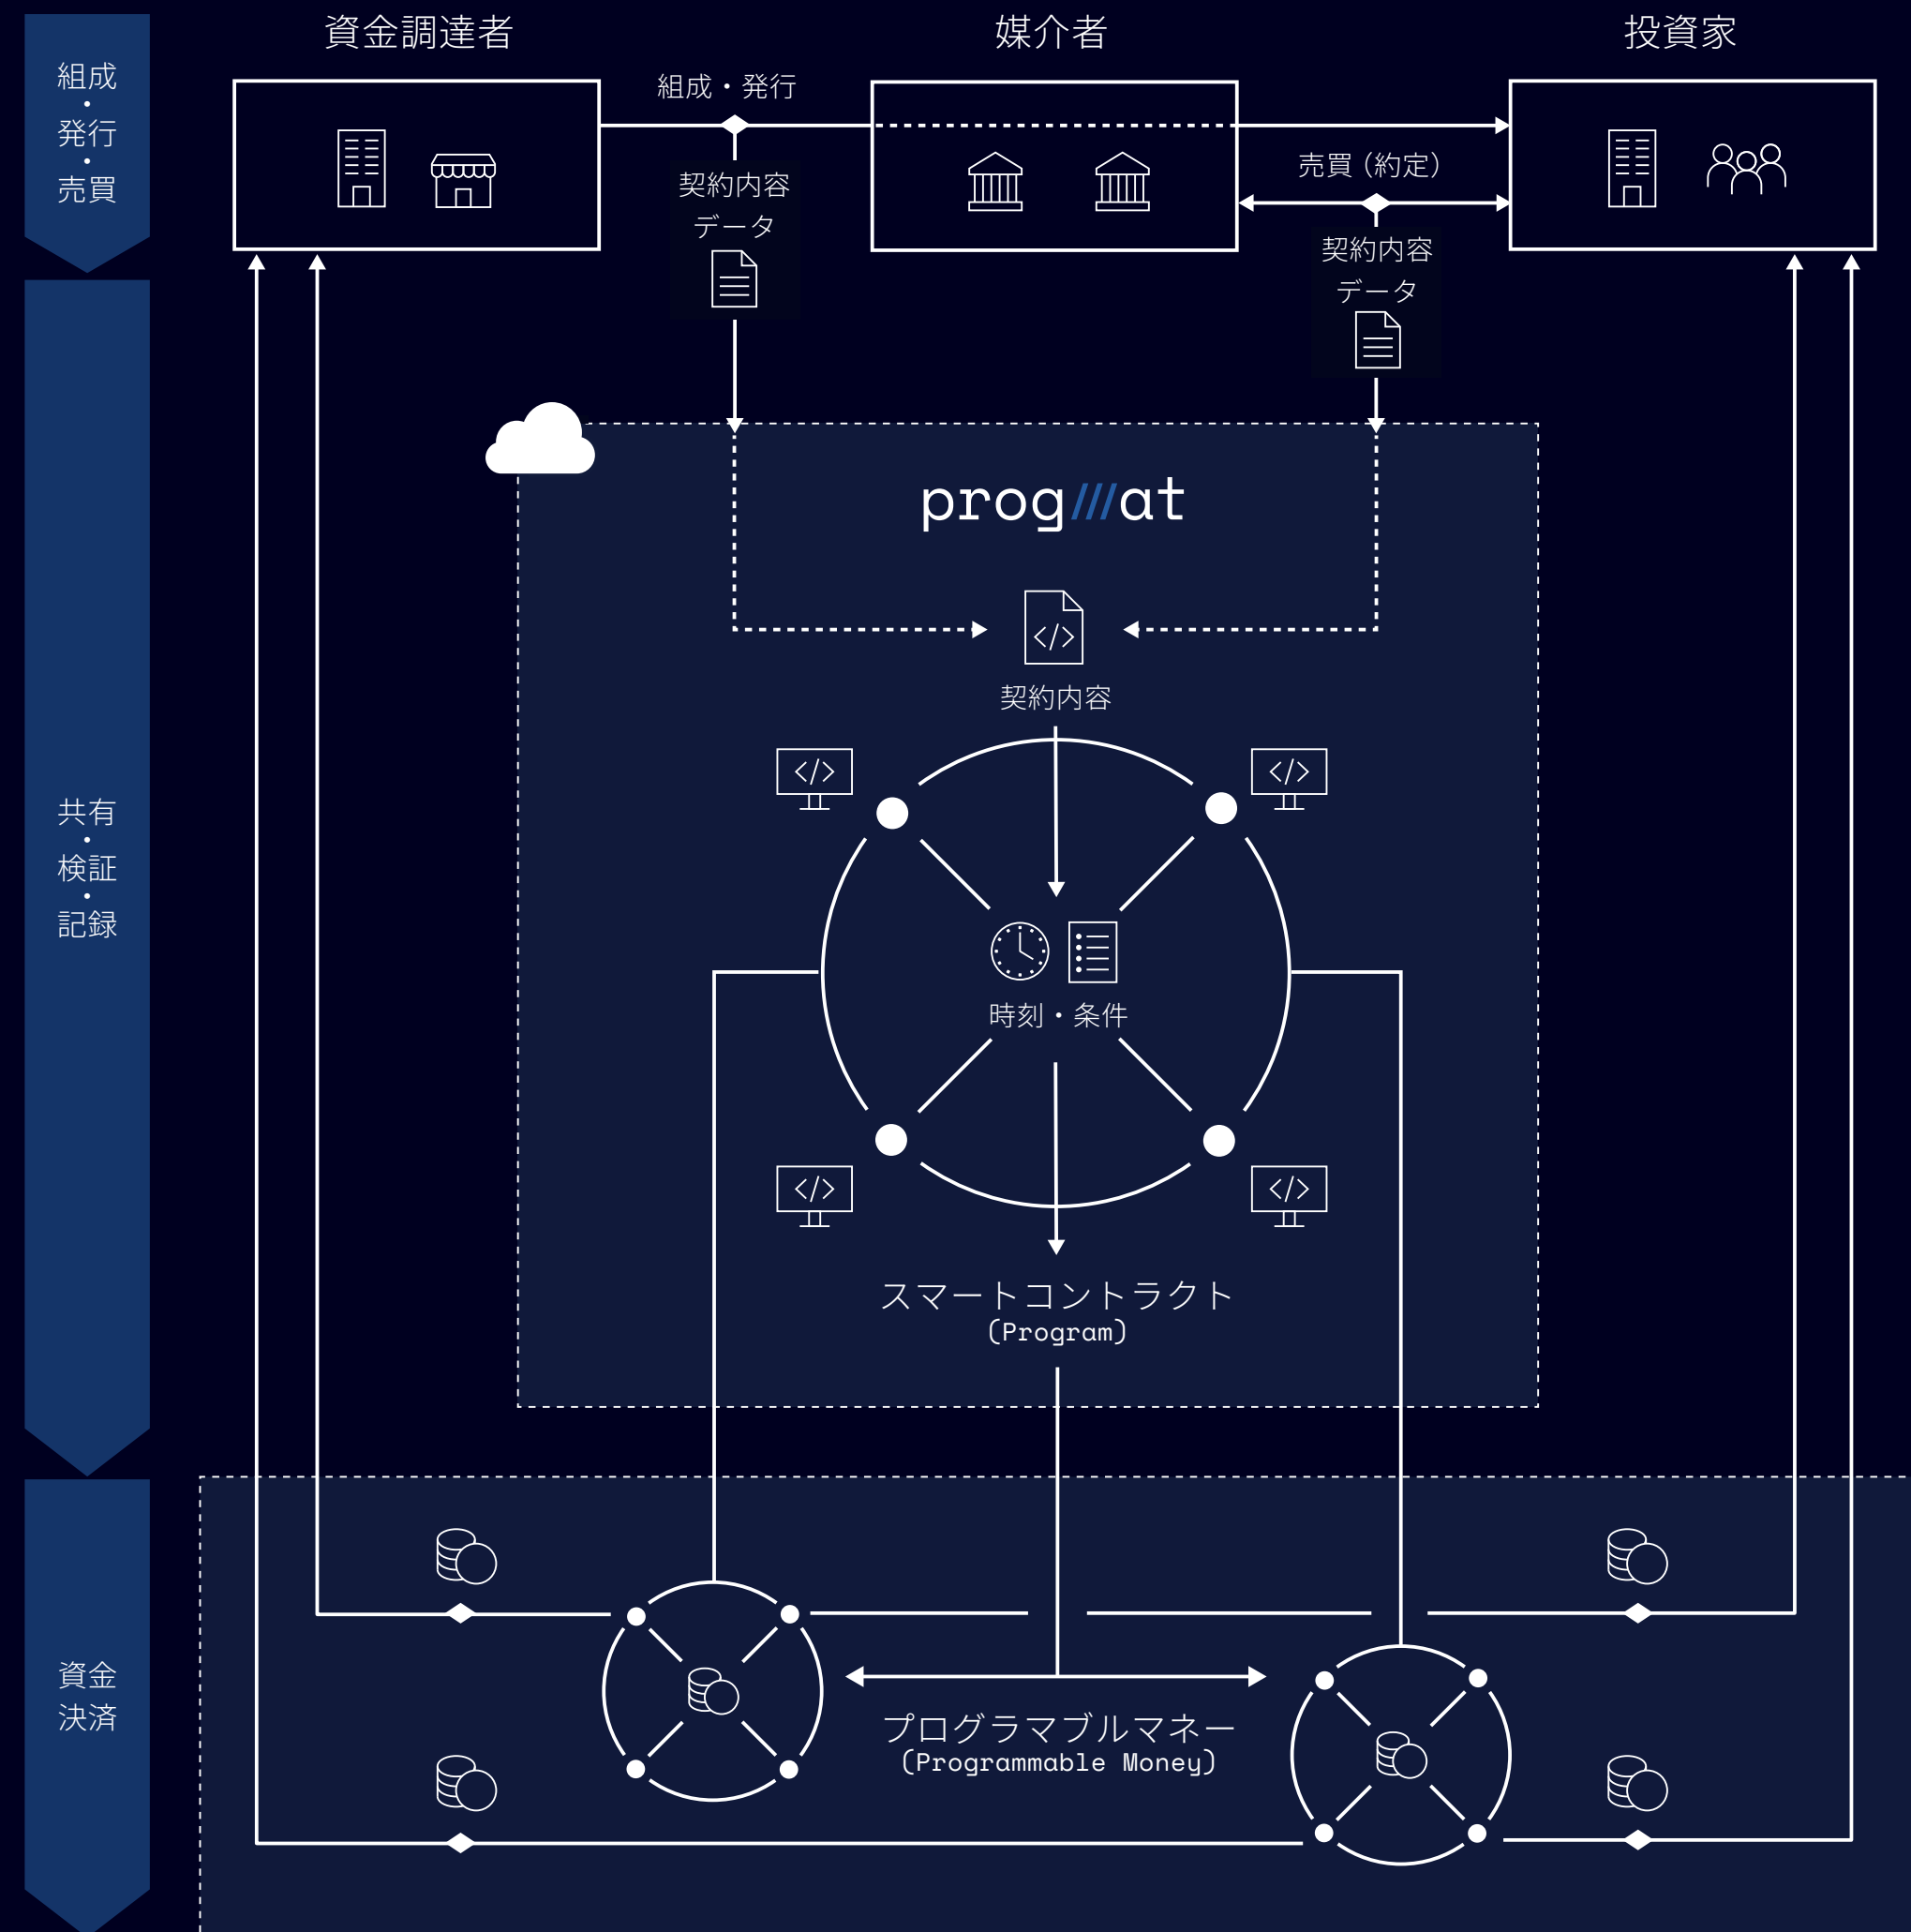 資金調達者
媒介者
投資家
組成
・
発行
・
売買
組成・発行
売買(約定)
契約内容
データ
契約内容
データ
prog///at
契約内容
共有
・
検証
・
記録
時刻・条件
スマートコントラクト
(Program)
資金
決済
プログラマブルマネー
(Programmable Money)